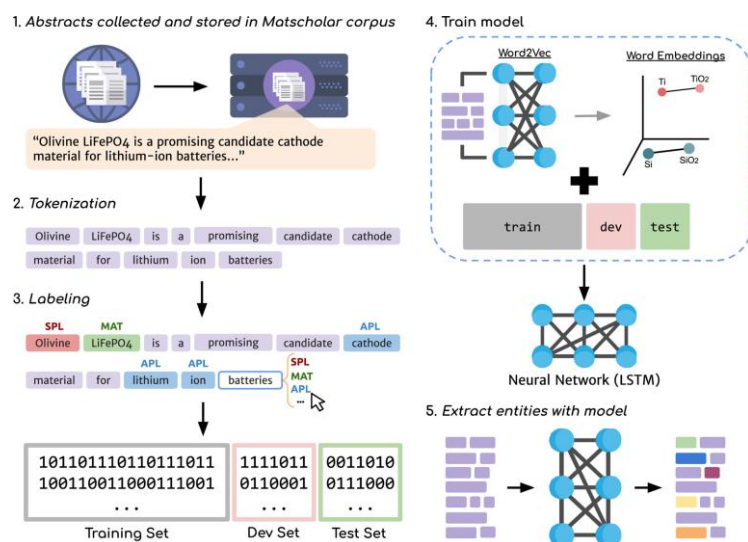 1. Abstracts collected and stored in Matscholar corpus
"Olivine LiFePO4 is a promising candidate cathode
material for lithium-ion batteries..."
2. Tokenization
Olivine LiFePO4 is a promising candidate cathode
material for lithium ion batteries
3. Labeling
SPL MAT APL
Olivine LiFePO4 is a promising candidate cathode
APL APL
material for lithium ion batteries
SPL
MAT
APL
...
101101110110111011 1111011 0011010
1001100110001110 01 0110001 0111000
... ... ...
Training Set Dev Set Test Set
4. Train model
Word2Vec Word Embeddings
Ti TiO2
Si SiO2
train dev test
Neural Network (LSTM)
5. Extract entities with model